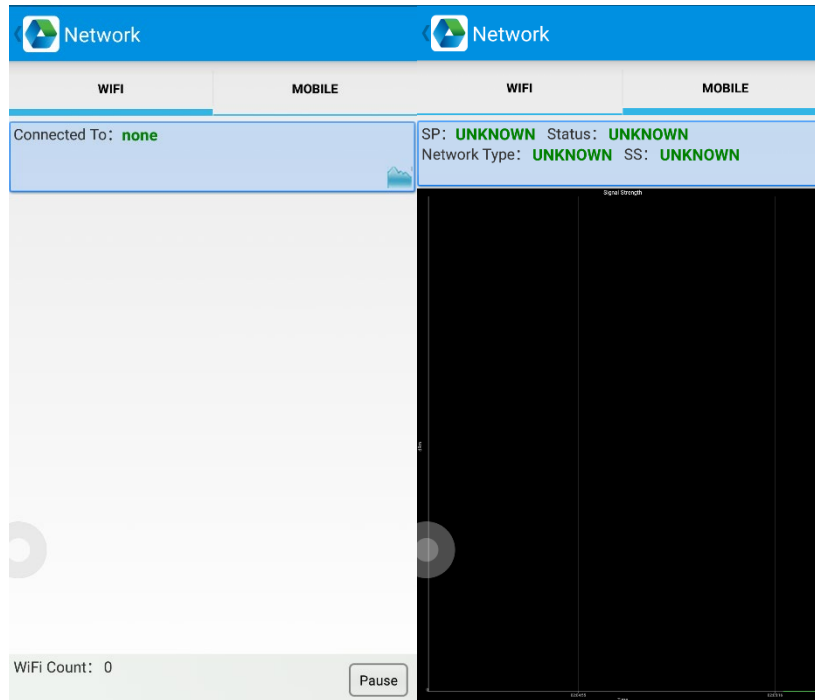 Network
WIFI MOBILE
Connected To： none
WiFi Count： 0
Pause
Network
WIFI MOBILE
SP： UNKNOWN Status： UNKNOWN
Network Type： UNKNOWN SS： UNKNOWN
Signal Strength